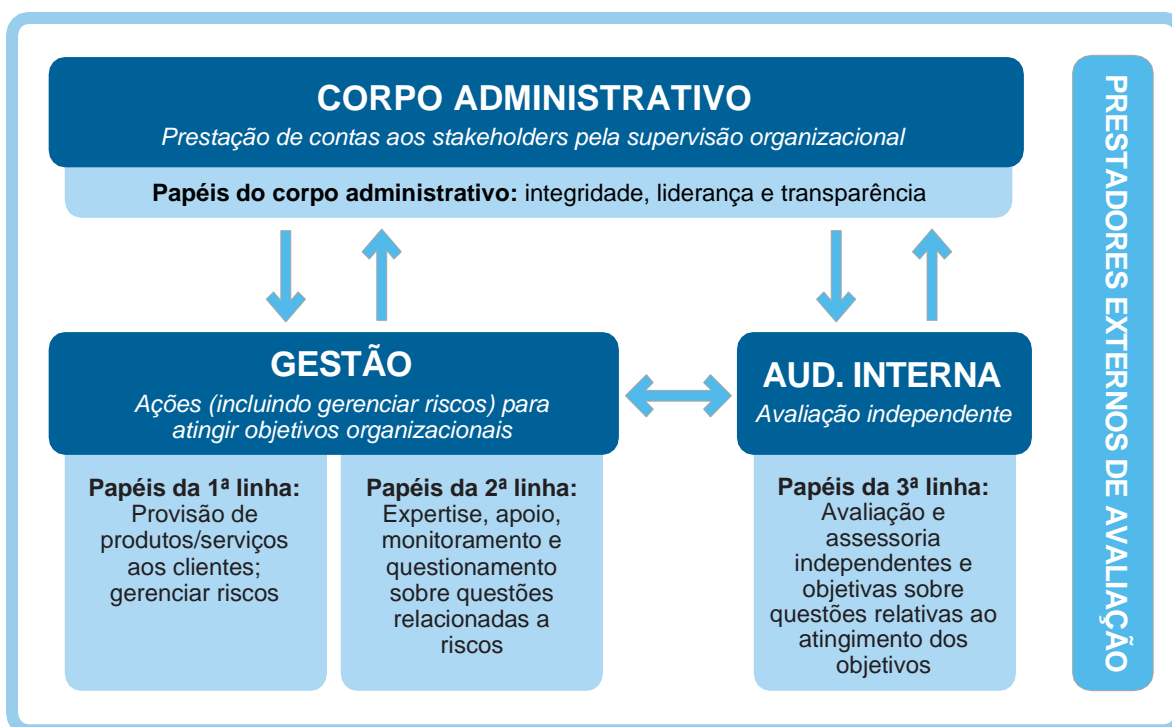 CORPO ADMINISTRATIVO
Prestação de contas aos stakeholders pela supervisão organizacional
Papéis do corpo administrativo: integridade, liderança e transparência
GESTÃO
Ações (incluindo gerenciar riscos) para
atingir objetivos organizacionais
Papéis da 1ª linha:
Provisão de
produtos/serviços
aos clientes;
gerenciar riscos
Papéis da 2ª linha:
Expertise, apoio,
monitoramento e
questionamento
sobre questões
relacionadas a
riscos
AUD. INTERNA
Avaliação independente
Papéis da 3ª linha:
Avaliação e
assessoria
independentes e
objetivas sobre
questões relativas ao
atingimento dos
objetivos
PRESTADORES EXTERNOS DE AVALIAÇÃO